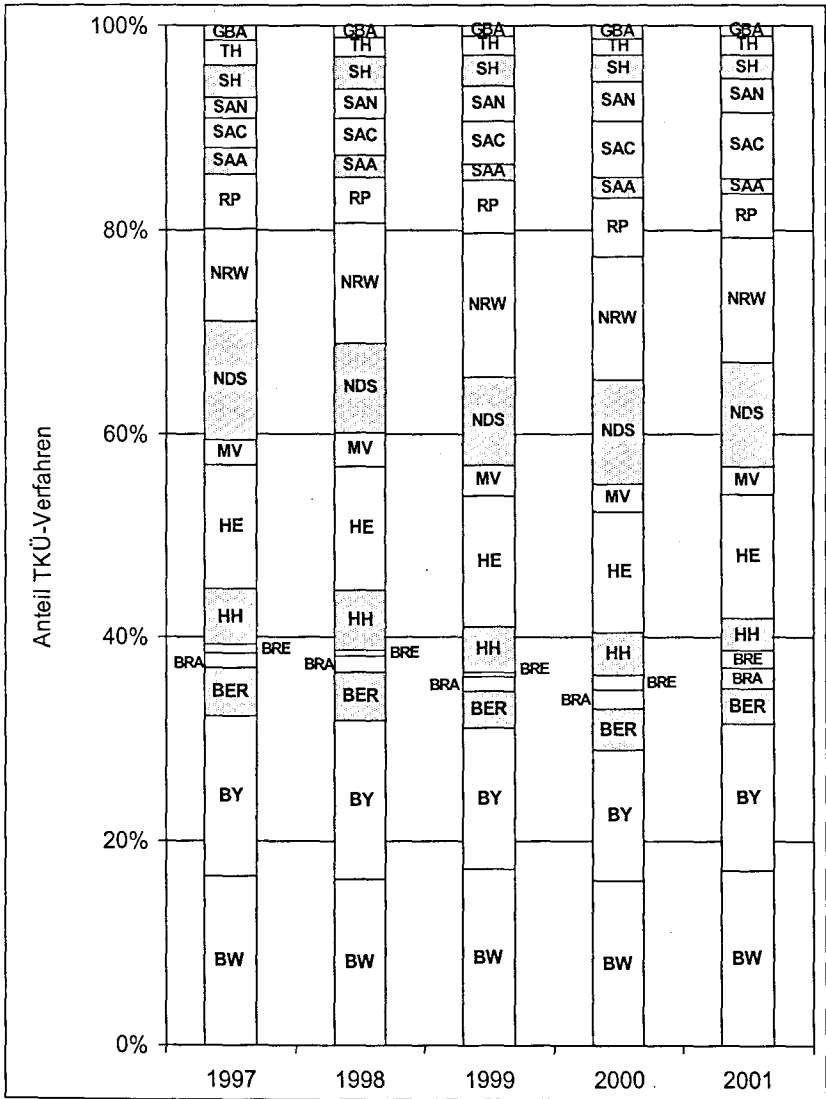 100%
GBA GBA GBA GBA GBA
TH TH TH TH TH
SH SH SH SH SH
SAN SAN SAN SAN SAN
SAC SAC SAC SAC SAC
SAA SAA SAA SAA SAA
RP RP RP RP RP
80%
NRW NRW NRW NRW NRW
NDS NDS NDS NDS NDS
60%
MV MV MV MV MV
HE HE HE HE HE
HH HH HH HH HH
40%
BRE BRE BRE BRE BRE
BRA BRA BRA BRA BRA
BER BER BER BER BER
BY BY BY BY BY
20%
BW BW BW BW BW
0%
1997 1998 1999 2000 2001
Anteil TKÜ-Verfahren